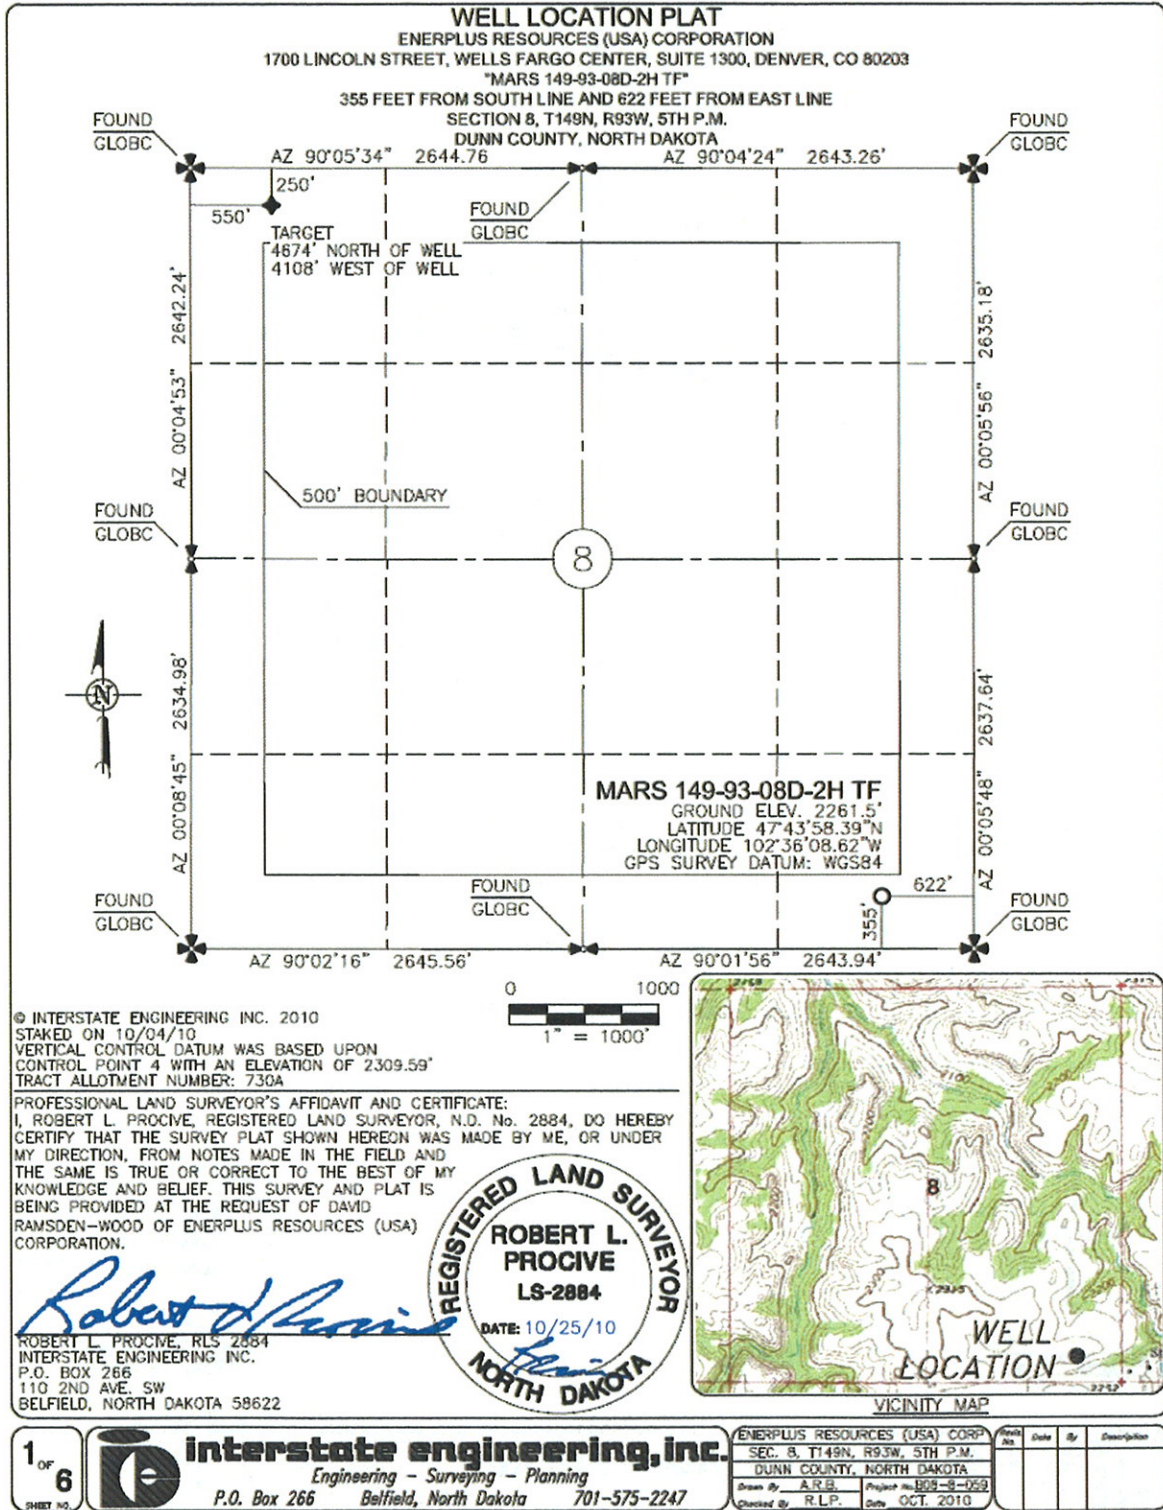 WELL LOCATION PLAT
ENERPLUS RESOURCES (USA) CORPORATION
1700 LINCOLN STREET, WELLS FARGO CENTER, SUITE 1300, DENVER, CO 80203
"MARS 149-93-08D-2H TF"
355 FEET FROM SOUTH LINE AND 622 FEET FROM EAST LINE
SECTION 8, T149N, R93W, 5TH P.M.
DUNN COUNTY, NORTH DAKOTA
FOUND
GLOBC
AZ 90°05'34" 2644.76
AZ 90°04'24" 2643.26'
FOUND
GLOBC
250'
550'
FOUND
GLOBC
TARGET
4674' NORTH OF WELL
4108' WEST OF WELL
AZ 00°04'53" 2642.24'
AZ 00°05'56" 2635.18'
500' BOUNDARY
FOUND
GLOBC
8
FOUND
GLOBC
N
AZ 00°08'45" 2634.98'
AZ 00°05'48" 2637.64'
MARS 149-93-08D-2H TF
GROUND ELEV. 2261.5'
LATITUDE 47°43'58.39"N
LONGITUDE 102°36'08.62"W
GPS SURVEY DATUM: WGS84
622'
355'
FOUND
GLOBC
FOUND
GLOBC
FOUND
GLOBC
AZ 90°02'16" 2645.56'
AZ 90°01'56" 2643.94'
0 1000
1" = 1000'
© INTERSTATE ENGINEERING INC. 2010
STAKED ON 10/04/10
VERTICAL CONTROL DATUM WAS BASED UPON
CONTROL POINT 4 WITH AN ELEVATION OF 2309.59'
TRACT ALLOTMENT NUMBER: 730A
PROFESSIONAL LAND SURVEYOR'S AFFIDAVIT AND CERTIFICATE:
I, ROBERT L. PROCIVE, REGISTERED LAND SURVEYOR, N.D. No. 2884, DO HEREBY
CERTIFY THAT THE SURVEY PLAT SHOWN HEREON WAS MADE BY ME, OR UNDER
MY DIRECTION, FROM NOTES MADE IN THE FIELD AND
THE SAME IS TRUE OR CORRECT TO THE BEST OF MY
KNOWLEDGE AND BELIEF. THIS SURVEY AND PLAT IS
BEING PROVIDED AT THE REQUEST OF DAVID
RAMSDEN-WOOD OF ENERPLUS RESOURCES (USA)
CORPORATION.
Robert L Procive
ROBERT L. PROCIVE, RLS 2884
INTERSTATE ENGINEERING INC.
P.O. BOX 266
110 2ND AVE. SW
BELFIELD, NORTH DAKOTA 58622
REGISTERED LAND SURVEYOR
ROBERT L.
PROCIVE
LS-2884
DATE: 10/25/10
NORTH DAKOTA
8
WELL
LOCATION
2252
VICINITY MAP
1 OF 6
SHEET NO.
interstate engineering, inc.
Engineering - Surveying - Planning
P.O. Box 266 Belfield, North Dakota 701-575-2247
ENERPLUS RESOURCES (USA) CORP
SEC. 8, T149N, R93W, 5TH P.M.
DUNN COUNTY, NORTH DAKOTA
Drawn By A.R.B. Project No. B08-8-059
Checked By R.L.P. Date OCT. 2010
Date By Description